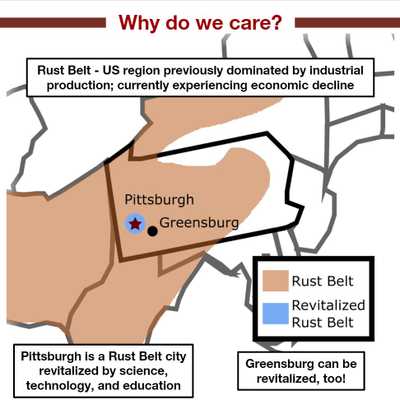 Why do we care?
Rust Belt - US region previously dominated by industrial
production; currently experiencing economic decline
Pittsburgh
Greensburg
Rust Belt
Revitalized
Rust Belt
Pittsburgh is a Rust Belt city
revitalized by science,
technology, and education
Greensburg can be
revitalized, too!